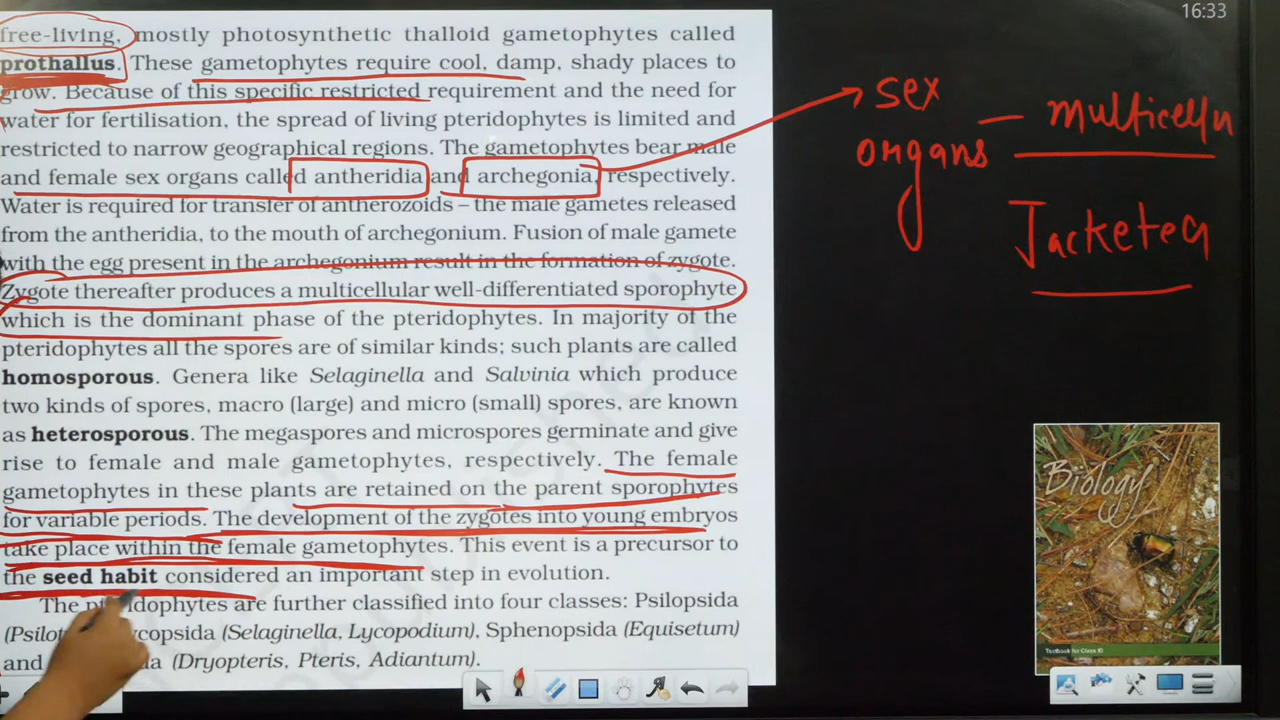 16:33
free-living, mostly photosynthetic thalloid gametophytes called
prothallus. These gametophytes require cool, damp, shady places to
grow. Because of this specific restricted requirement and the need for
water for fertilisation, the spread of living pteridophytes is limited and
restricted to narrow geographical regions. The gametophytes bear male
and female sex organs called antheridia and archegonia, respectively.
Water is required for transfer of antherozoids – the male gametes released
from the antheridia, to the mouth of archegonium. Fusion of male gamete
with the egg present in the archegonium result in the formation of zygote.
Zygote thereafter produces a multicellular well-differentiated sporophyte
which is the dominant phase of the pteridophytes. In majority of the
pteridophytes all the spores are of similar kinds; such plants are called
homosporous. Genera like Selaginella and Salvinia which produce
two kinds of spores, macro (large) and micro (small) spores, are known
as heterosporous. The megaspores and microspores germinate and give
rise to female and male gametophytes, respectively. The female
gametophytes in these plants are retained on the parent sporophytes
for variable periods. The development of the zygotes into young embryos
take place within the female gametophytes. This event is a precursor to
the seed habit considered an important step in evolution.
The pteridophytes are further classified into four classes: Psilopsida
(Psilot ycopsida (Selaginella, Lycopodium), Sphenopsida (Equisetum)
and da (Dryopteris, Pteris, Adiantum).
sex
organs – multicellu
Jacketed
Biology
Textbook for Class XI